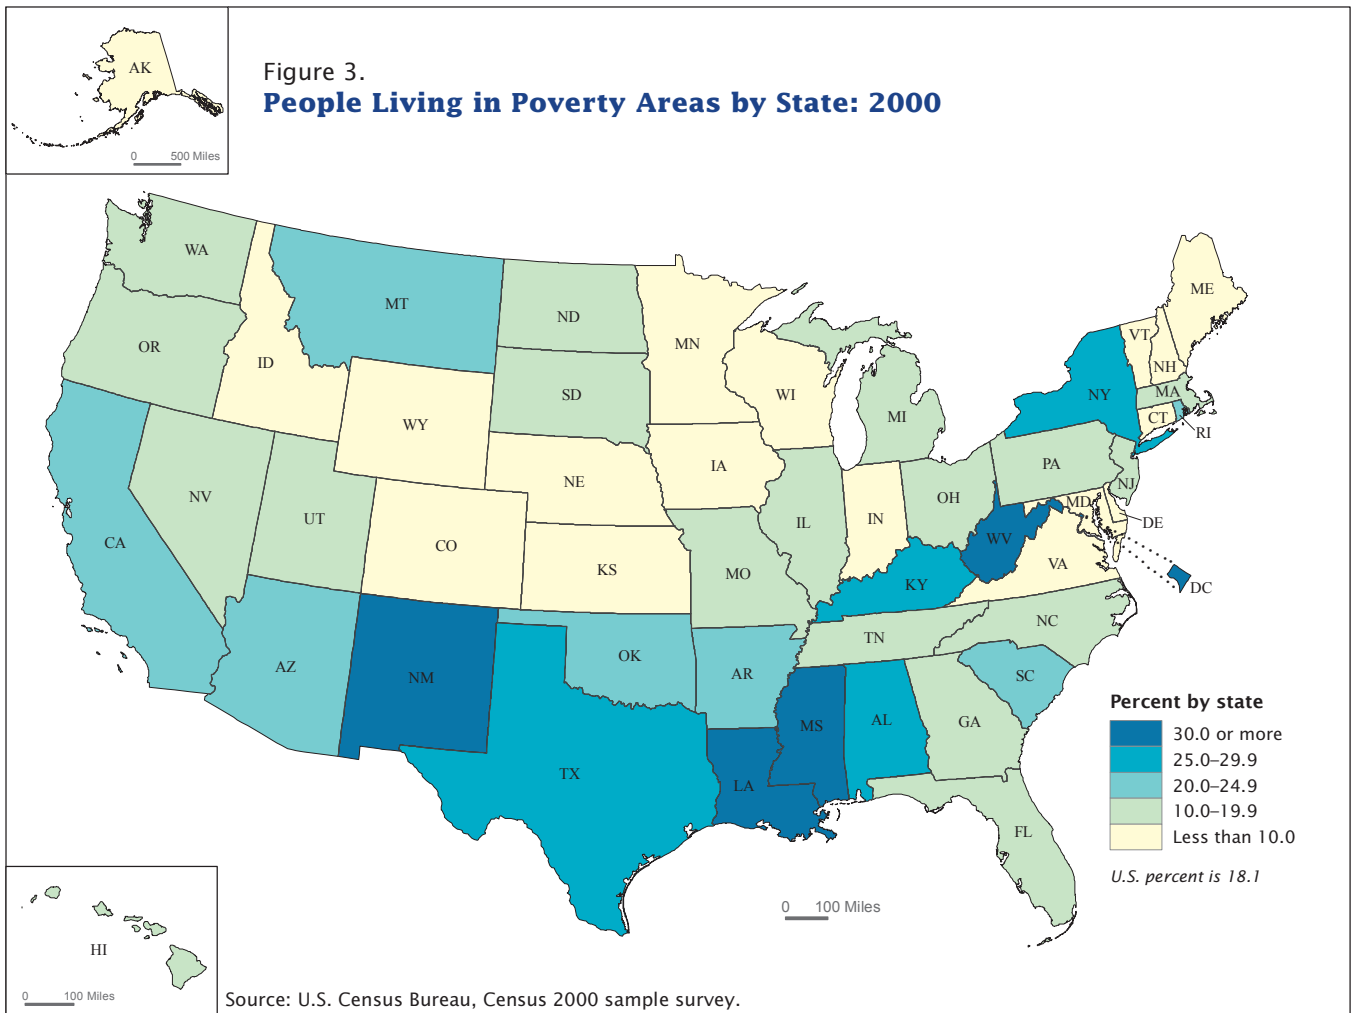 AK
0 500 Miles
Figure 3.
People Living in Poverty Areas by State: 2000
WA
MT
ND
MN
ME
OR
ID
SD
WI
MI
VT
NH
NY
MA
CT
RI
WY
IA
NE
PA
NJ
NV
UT
CO
KS
IL
IN
OH
MD
DE
CA
MO
WV
VA
DC
KY
NC
TN
AZ
NM
OK
AR
SC
MS
AL
GA
TX
LA
FL
Percent by state
30.0 or more
25.0–29.9
20.0–24.9
10.0–19.9
Less than 10.0
U.S. percent is 18.1
0 100 Miles
HI
0 100 Miles
Source: U.S. Census Bureau, Census 2000 sample survey.